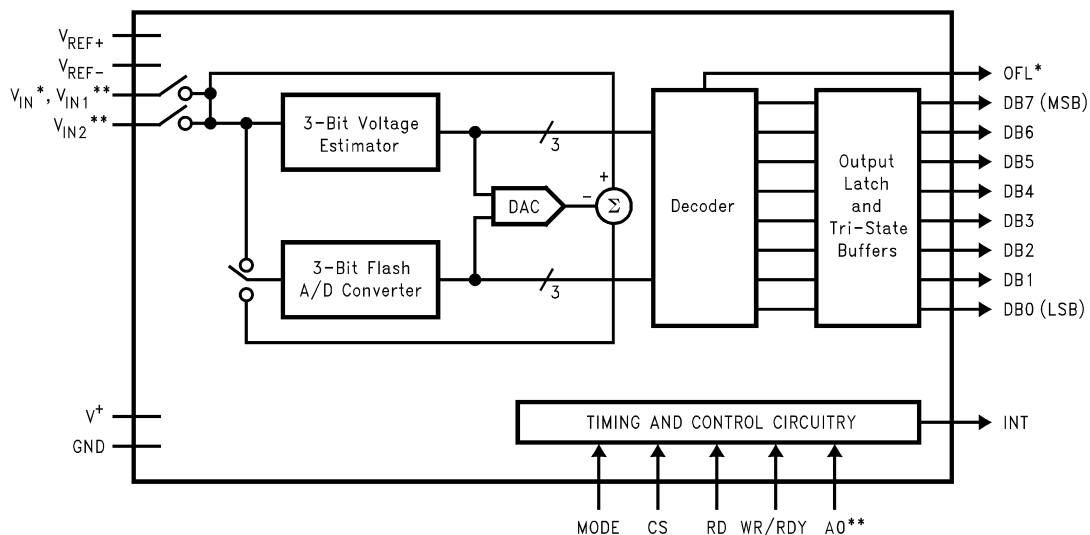 VREF+
VREF-
VIN*, VIN1**
VIN2**
3-Bit Voltage
Estimator
3
DAC
+
-
Σ
3-Bit Flash
A/D Converter
3
Decoder
Output
Latch
and
Tri-State
Buffers
OFL*
DB7 (MSB)
DB6
DB5
DB4
DB3
DB2
DB1
DB0 (LSB)
V+
GND
TIMING AND CONTROL CIRCUITRY
INT
MODE CS RD WR/RDY A0**